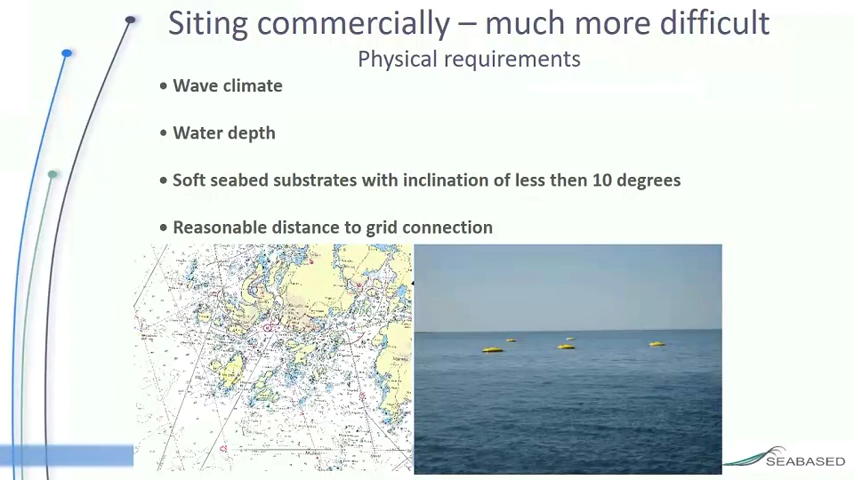 Siting commercially – much more difficult
Physical requirements
• Wave climate
• Water depth
• Soft seabed substrates with inclination of less then 10 degrees
• Reasonable distance to grid connection
SEABASED